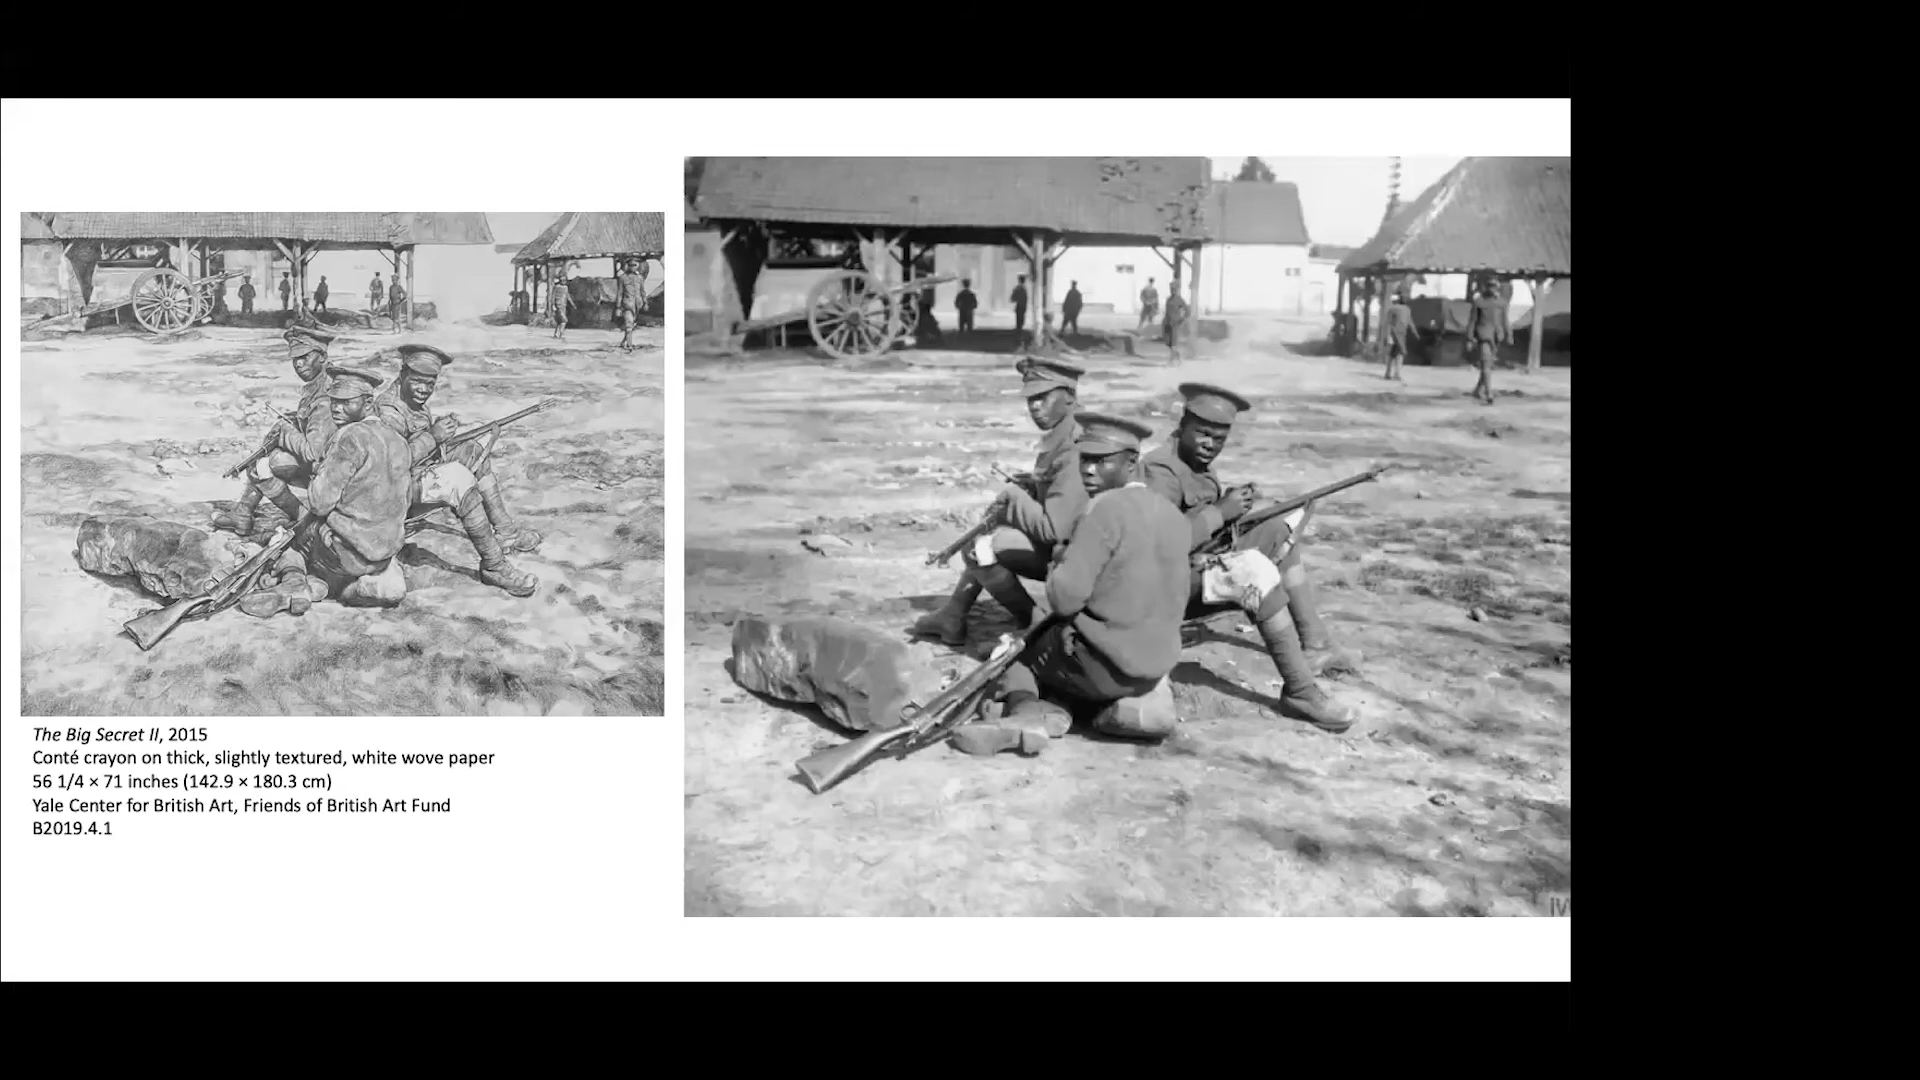 The Big Secret II, 2015
Conté crayon on thick, slightly textured, white wove paper
56 1/4 × 71 inches (142.9 × 180.3 cm)
Yale Center for British Art, Friends of British Art Fund
B2019.4.1